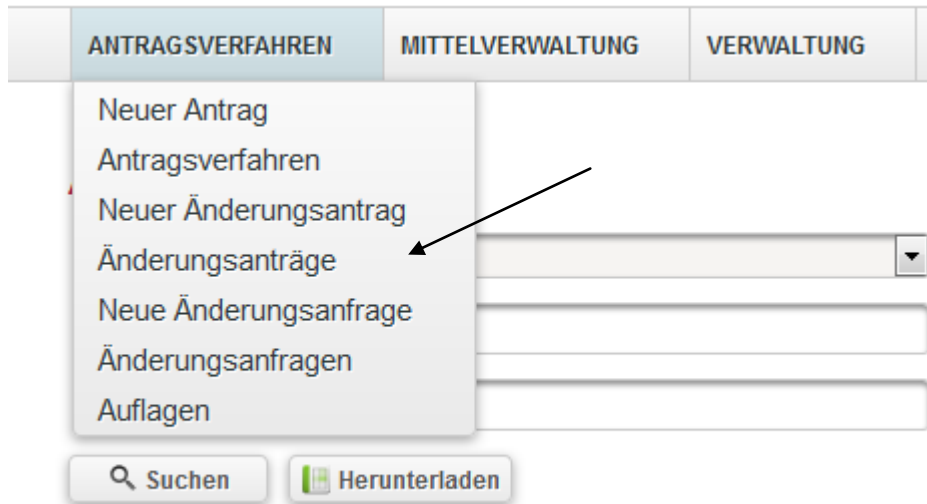 ANTRAGSVERFAHREN MITTELVERWALTUNG VERWALTUNG
Neuer Antrag
Antragsverfahren
Neuer Änderungsantrag
Änderungsanträge
Neue Änderungsanfrage
Änderungsanfragen
Auflagen
Suchen Herunterladen